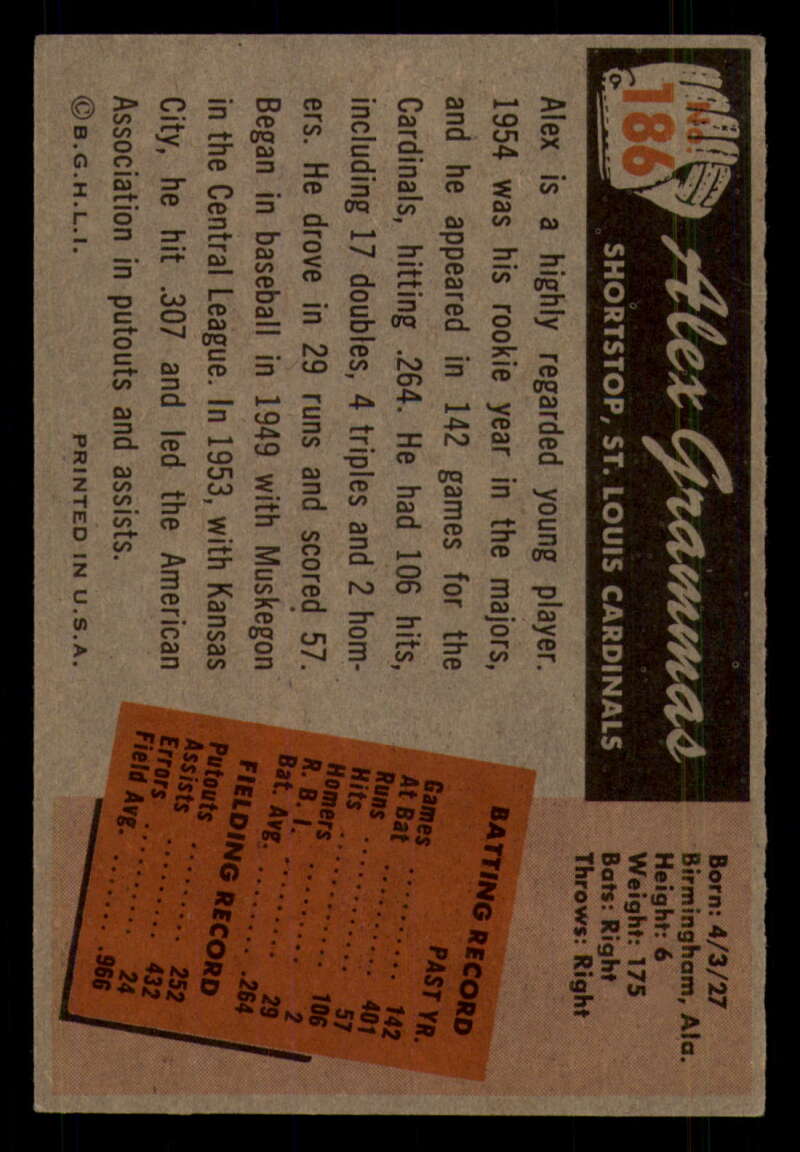 No. 186
Alex Grammas
SHORTSTOP, ST. LOUIS CARDINALS
Born: 4/3/27
Birmingham, Ala.
Height: 6
Weight: 175
Bats: Right
Throws: Right
Alex is a highly regarded young player.
1954 was his rookie year in the majors,
and he appeared in 142 games for the
Cardinals, hitting .264. He had 106 hits,
including 17 doubles, 4 triples and 2 hom-
ers. He drove in 29 runs and scored 57.
Began in baseball in 1949 with Muskegon
in the Central League. In 1953, with Kansas
City, he hit .307 and led the American
Association in putouts and assists.
© B.G.H.L.I. PRINTED IN U.S.A.
BATTING RECORD
PAST YR.
Games ......... 142
At Bat ......... 401
Runs ......... 57
Hits ......... 106
Homers ......... 2
R. B. I. ......... 29
Bat. Avg. ......... .264
FIELDING RECORD
Putouts ......... 252
Assists ......... 432
Errors ......... 24
Field Avg. ......... .966